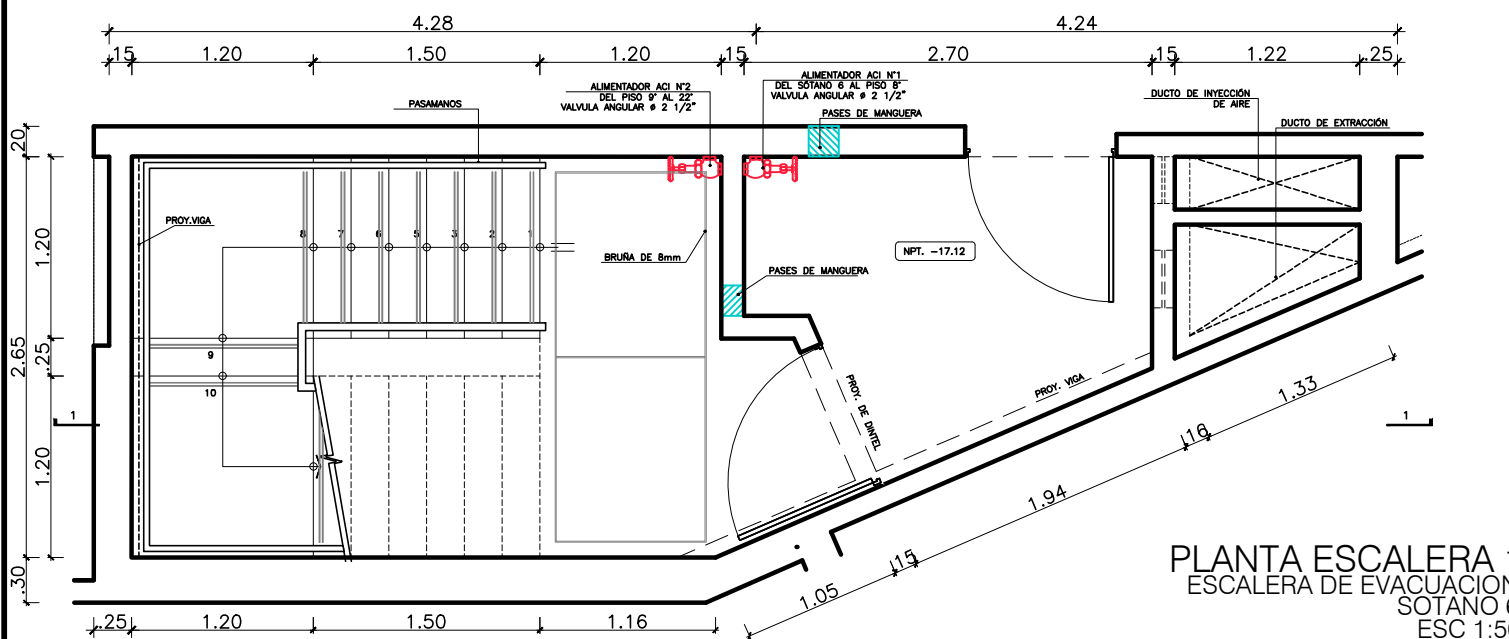 4.28
4.24
.15
1.20
1.50
1.20
.15
2.70
.15
1.22
.25
ALIMENTADOR ACI N°2
DEL PISO 9° AL 22°
VALVULA ANGULAR ø 2 1/2"
ALIMENTADOR ACI N°1
DEL SÓTANO 6 AL PISO 8°
VALVULA ANGULAR ø 2 1/2"
PASAMANOS
PASES DE MANGUERA
DUCTO DE INYECCIÓN
DE AIRE
DUCTO DE EXTRACCIÓN
.20
PROY.VIGA
1.20
8
7
6
5
3
2
1
BRUÑA DE 8mm
NPT. -17.12
PASES DE MANGUERA
2.65
.25
9
10
PROY. DE DINTEL
PROY. VIGA
1.33
1
1
1.20
.16
1.94
.15
1.05
.30
.25
1.20
1.50
1.16
PLANTA ESCALERA
ESCALERA DE EVACUACION
SOTANO
ESC 1:50